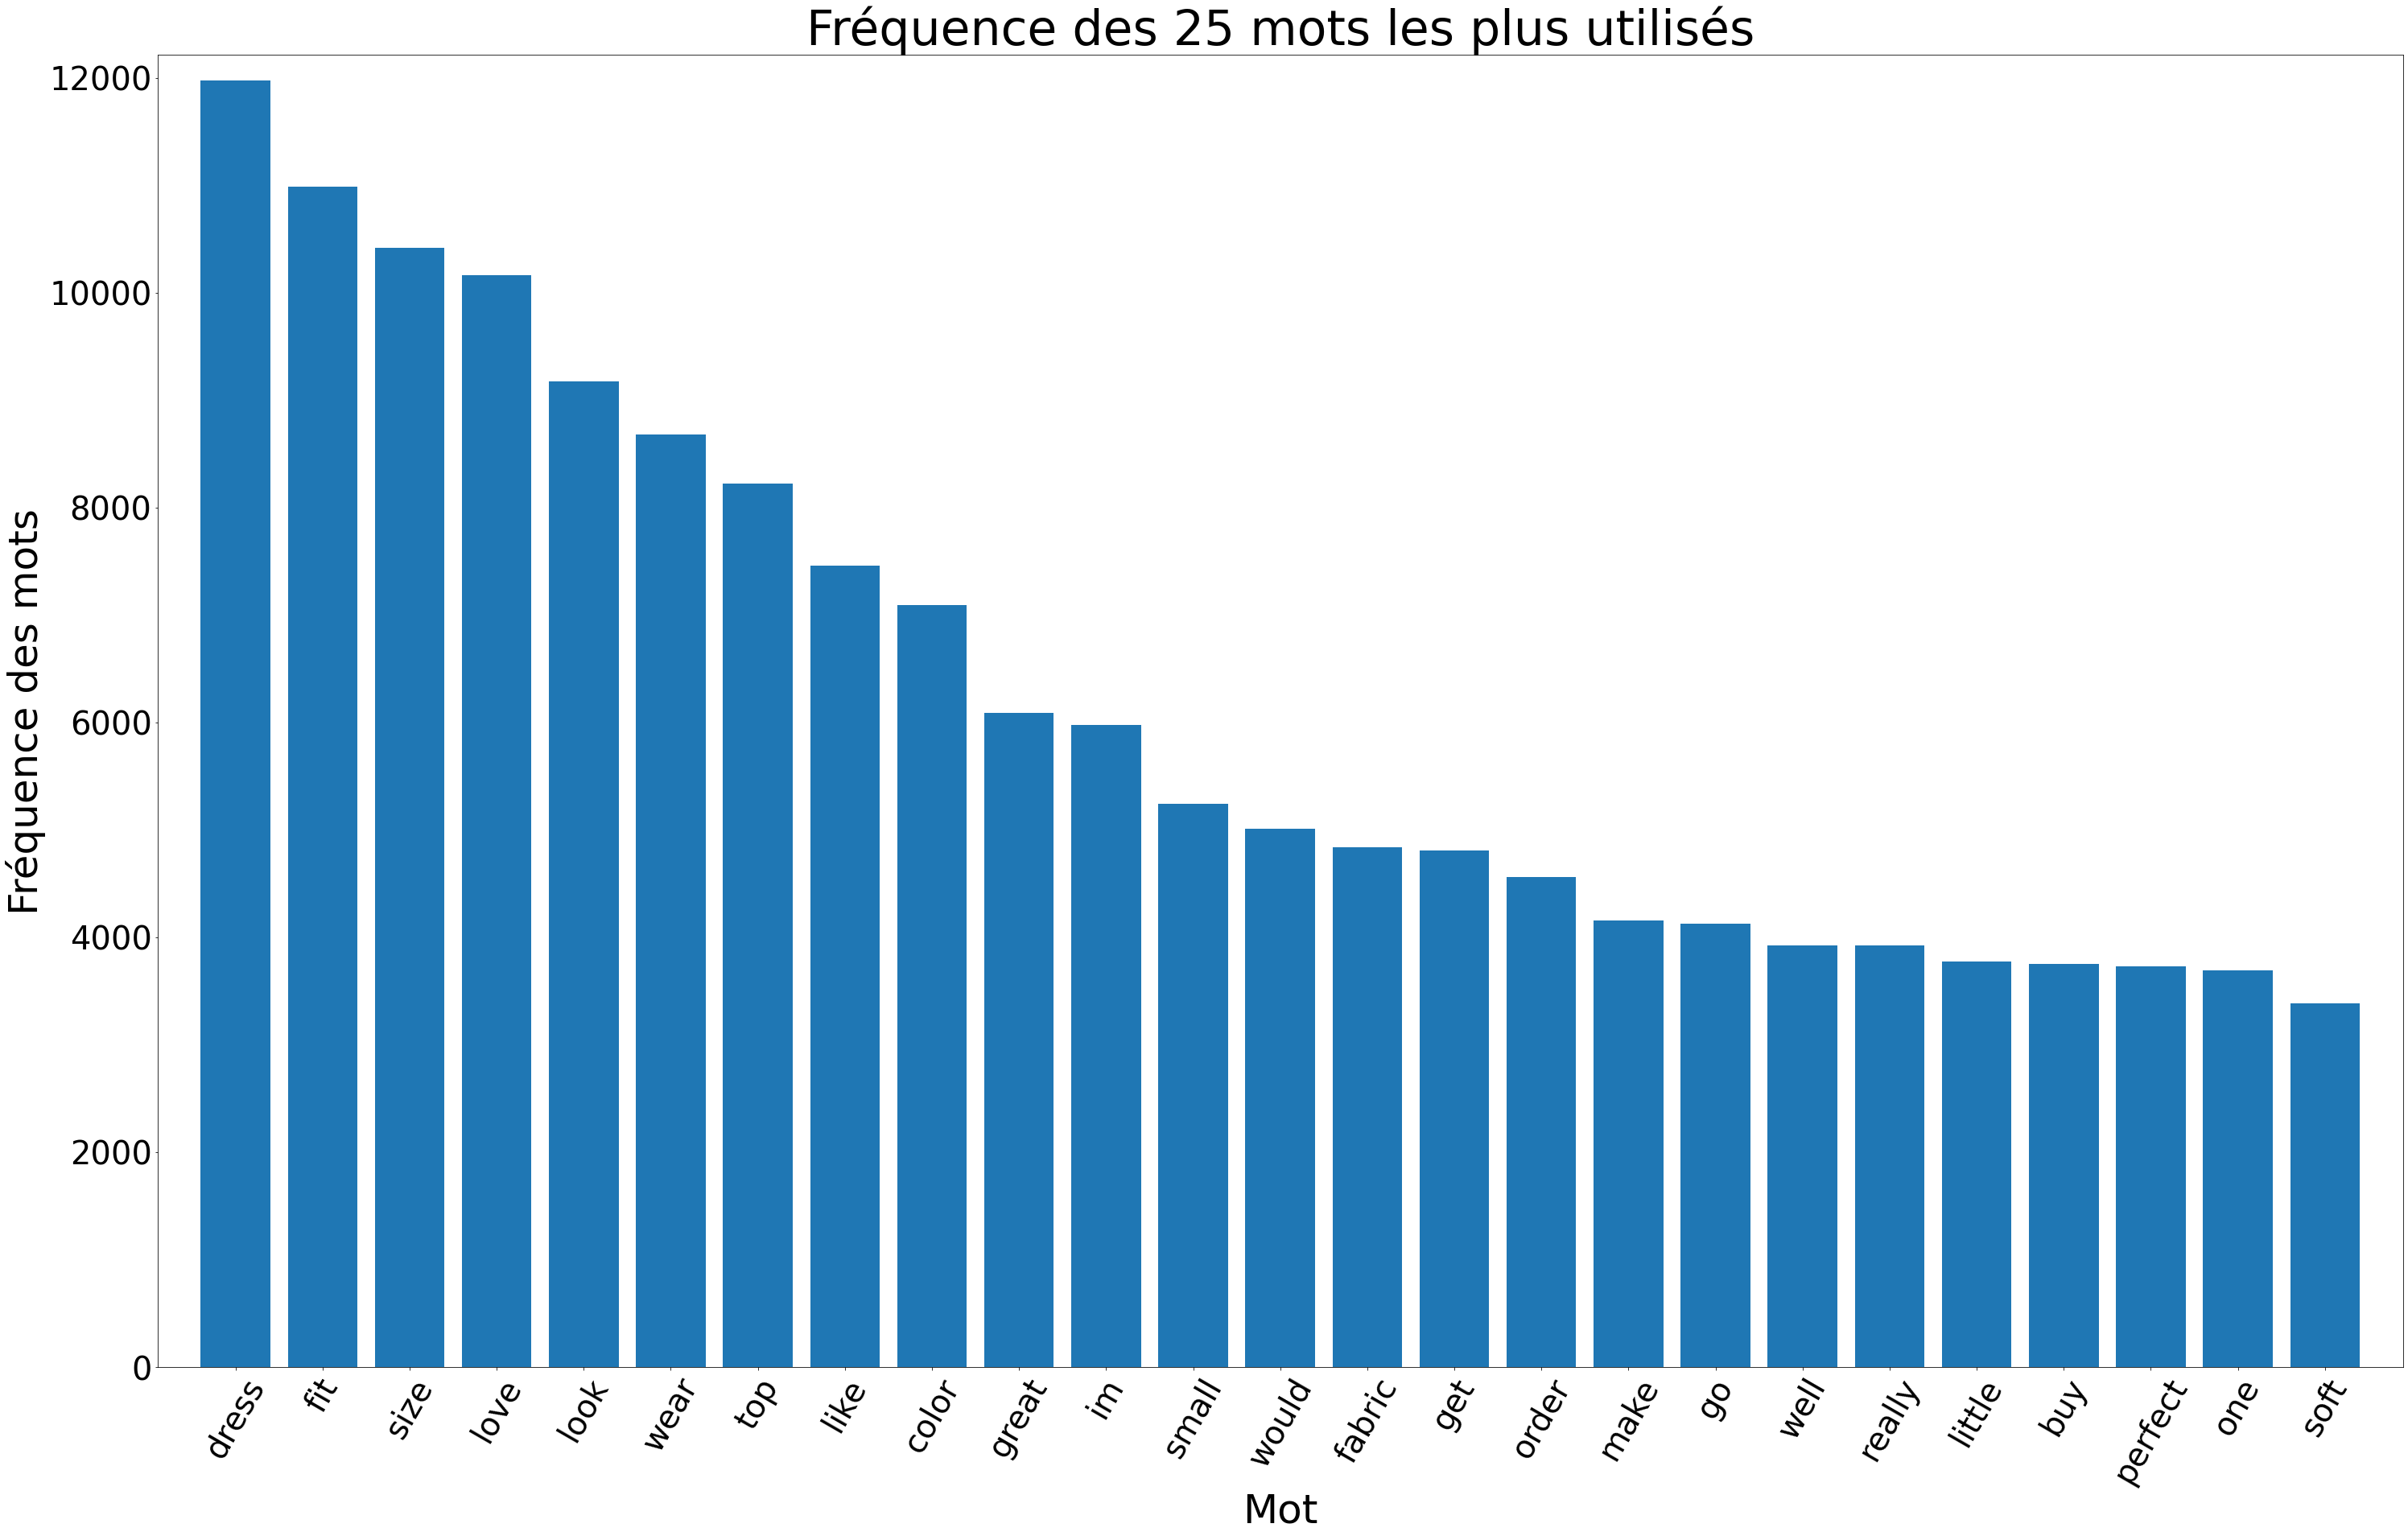 Fréquence des 25 mots les plus utilisés
Fréquence des mots
12000
10000
8000
6000
4000
2000
0
dress
fit
size
love
look
wear
top
like
color
great
im
small
would
fabric
get
order
make
go
well
really
little
buy
perfect
one
soft
Mot